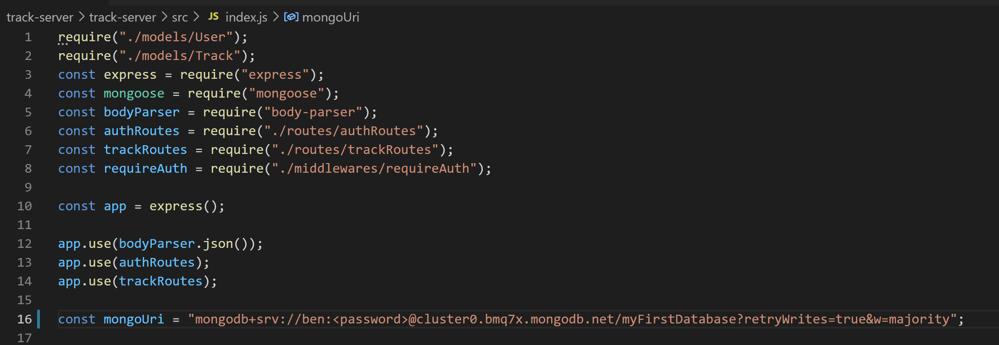 track-server > track-server > src > JS index.js > mongoUri
1 require("./models/User");
2 require("./models/Track");
3 const express = require("express");
4 const mongoose = require("mongoose");
5 const bodyParser = require("body-parser");
6 const authRoutes = require("./routes/authRoutes");
7 const trackRoutes = require("./routes/trackRoutes");
8 const requireAuth = require("./middlewares/requireAuth");
9
10 const app = express();
11
12 app.use(bodyParser.json());
13 app.use(authRoutes);
14 app.use(trackRoutes);
15
16 const mongoUri = "mongodb+srv://ben:<password>@cluster0.bmq7x.mongodb.net/myFirstDatabase?retryWrites=true&w=majority";
17